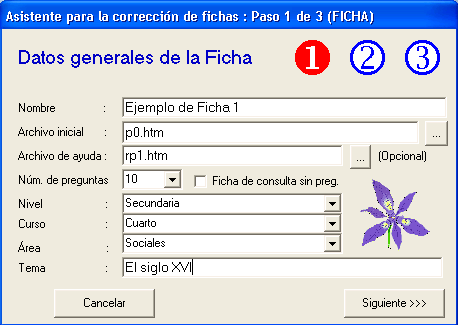 Asistente para la corrección de fichas : Paso 1 de 3 (FICHA)
Datos generales de la Ficha 1 2 3
Nombre : Ejemplo de Ficha 1
Archivo inicial : p0.htm ...
Archivo de ayuda : rp1.htm ... (Opcional)
Núm. de preguntas 10 Ficha de consulta sin preg.
Nivel : Secundaria
Curso : Cuarto
Área : Sociales
Tema : El siglo XVI
Cancelar Siguiente >>>